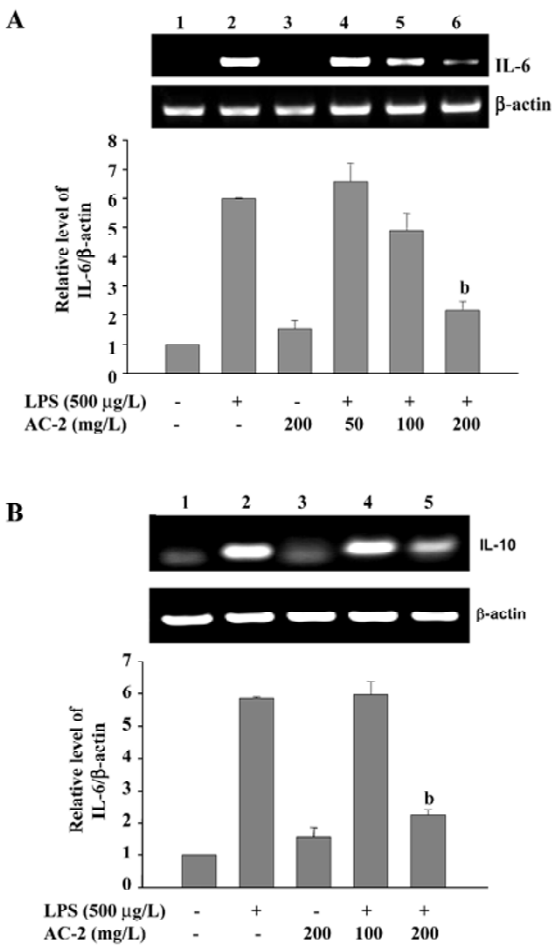 A
1 2 3 4 5 6
IL-6
β-actin
Relative level of
IL-6/β-actin
8
7
6
5
4
3
2
1
0
b
LPS (500 μg/L) - + - + + +
AC-2 (mg/L) - - 200 50 100 200
B
1 2 3 4 5
IL-10
β-actin
Relative level of
IL-6/β-actin
7
6
5
4
3
2
1
0
b
LPS (500 μg/L) - + - + +
AC-2 (mg/L) - - 200 100 200